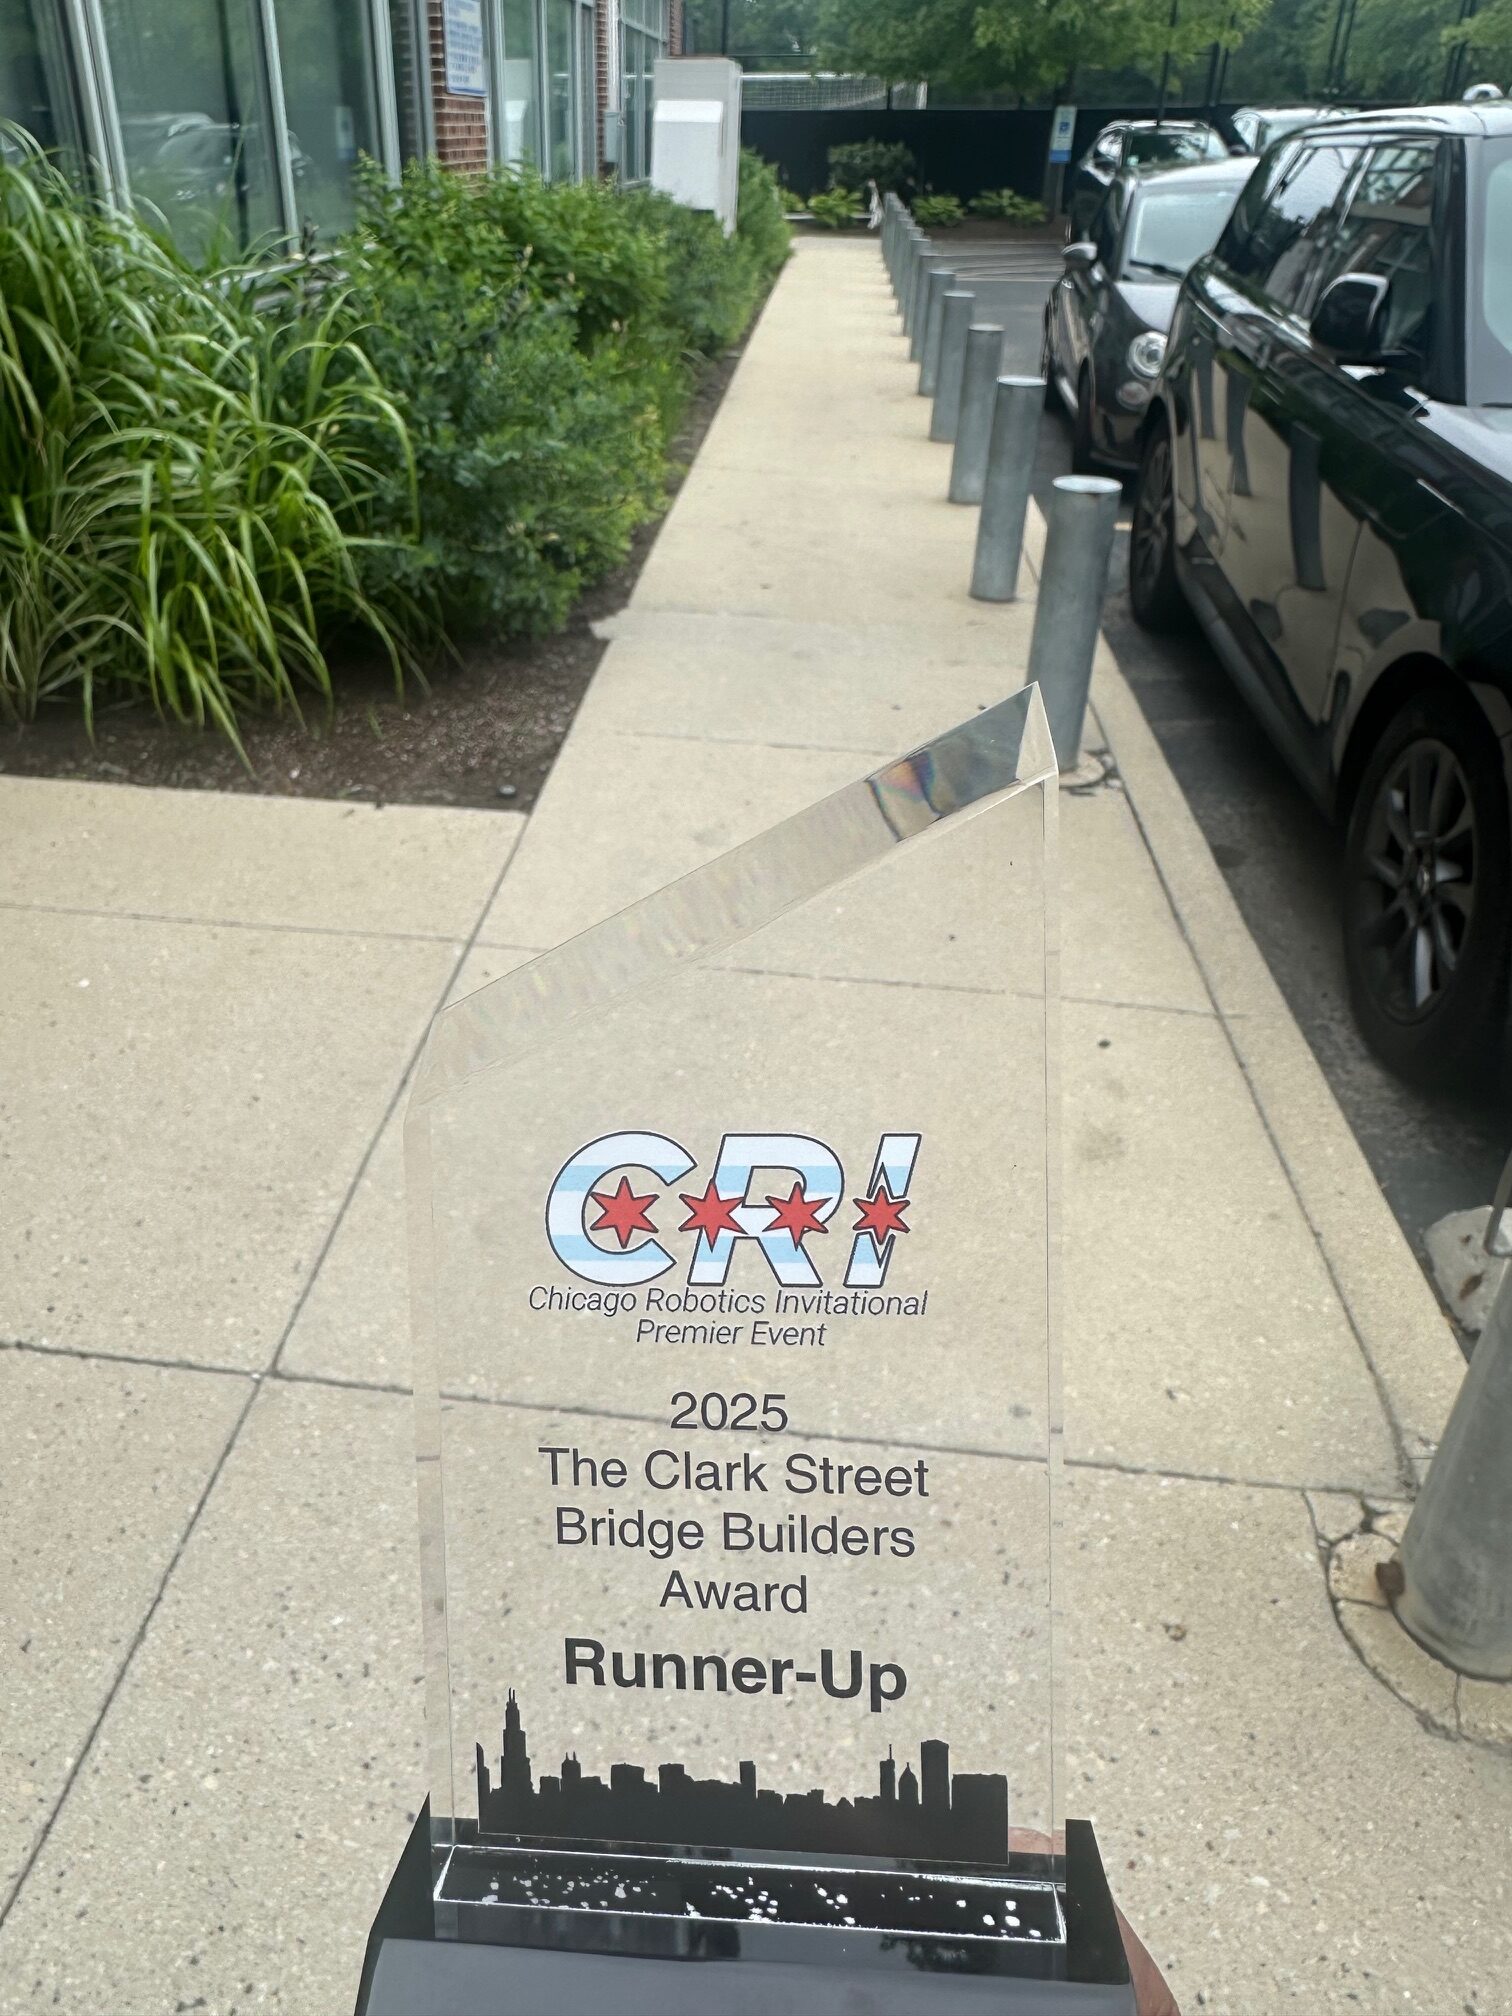 CRI
Chicago Robotics Invitational
Premier Event
2025
The Clark Street
Bridge Builders
Award
Runner-Up